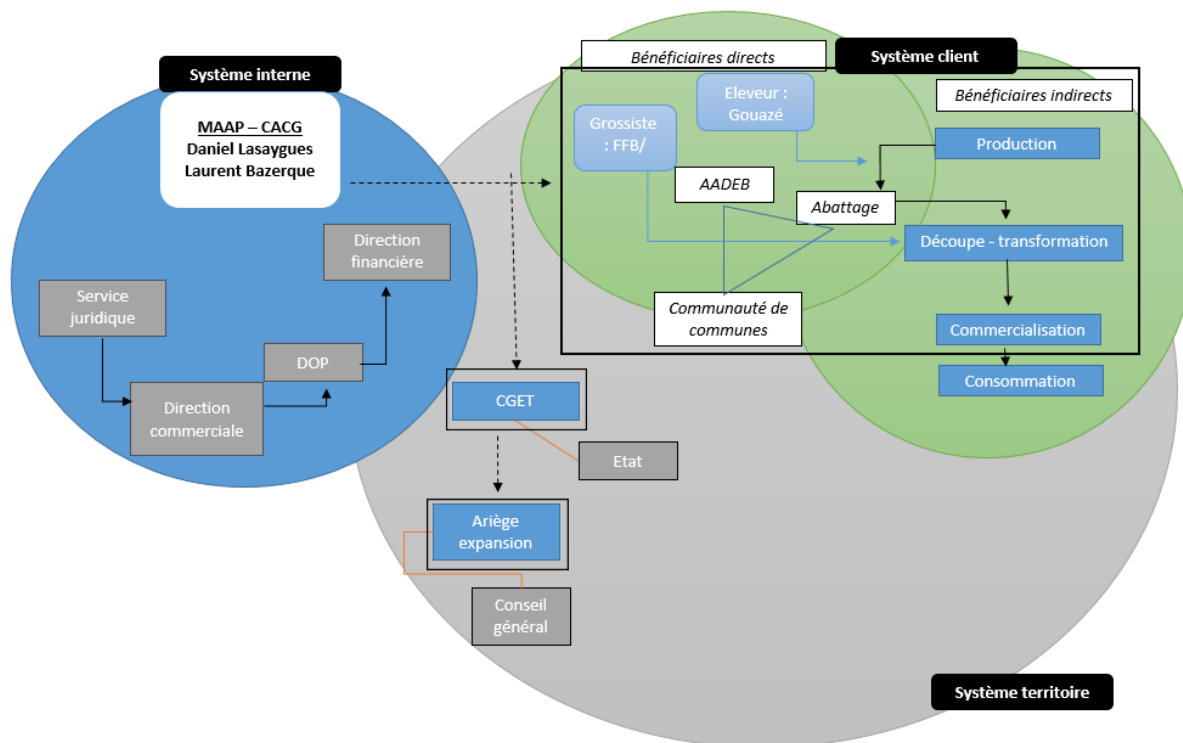 Bénéficiaires directs
Système client
Système interne
MAAP – CACG
Daniel Lasaygues
Laurent Bazerque
Eleveur :
Gouazé
Bénéficiaires indirects
Grossiste
: FFB/
Production
AADEB
Abattage
Direction
financière
Découpe - transformation
Service
juridique
Communauté de
communes
Commercialisation
DOP
Consommation
Direction
commerciale
CGET
Etat
Ariège
expansion
Conseil
général
Système territoire